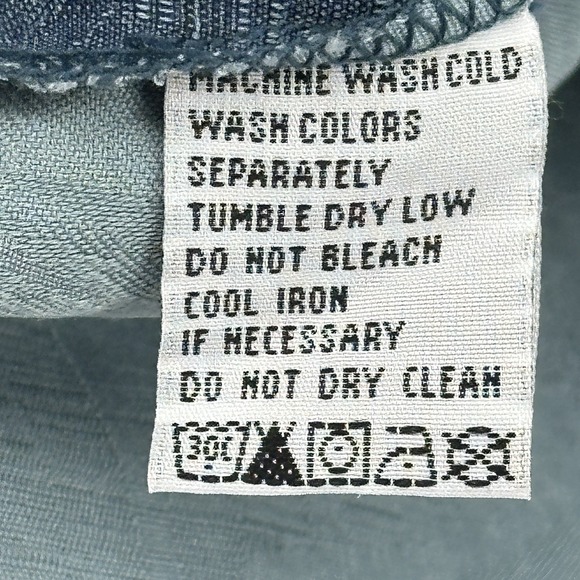 MACHINE WASH COLD
WASH COLORS
SEPARATELY
TUMBLE DRY LOW
DO NOT BLEACH
COOL IRON
IF NECESSARY
DO NOT DRY CLEAN
30C